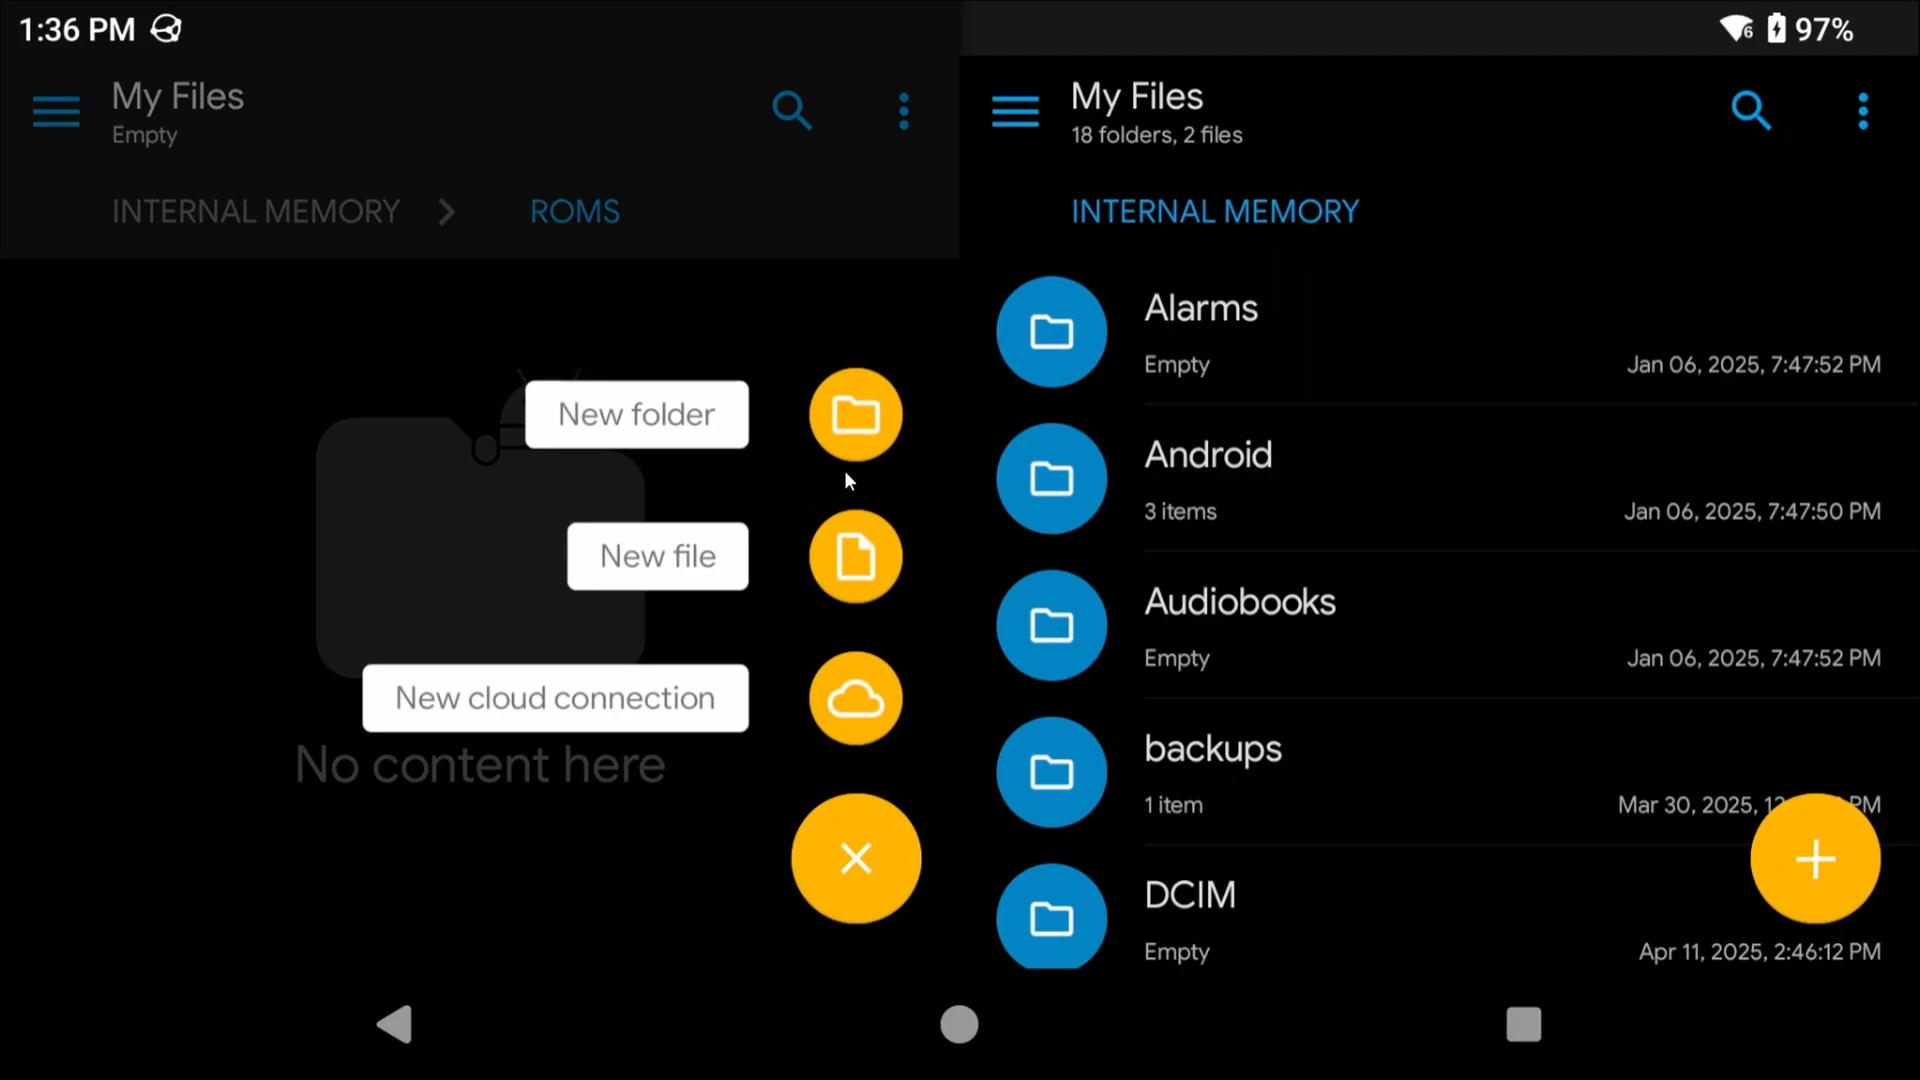 1:36 PM
6 97%
My Files
Empty
INTERNAL MEMORY
ROMS
New folder
New file
New cloud connection
No content here
My Files
18 folders, 2 files
INTERNAL MEMORY
Alarms
Empty
Jan 06, 2025, 7:47:52 PM
Android
3 items
Jan 06, 2025, 7:47:50 PM
Audiobooks
Empty
Jan 06, 2025, 7:47:52 PM
backups
1 item
Mar 30, 2025, PM
DCIM
Empty
Apr 11, 2025, 2:46:12 PM